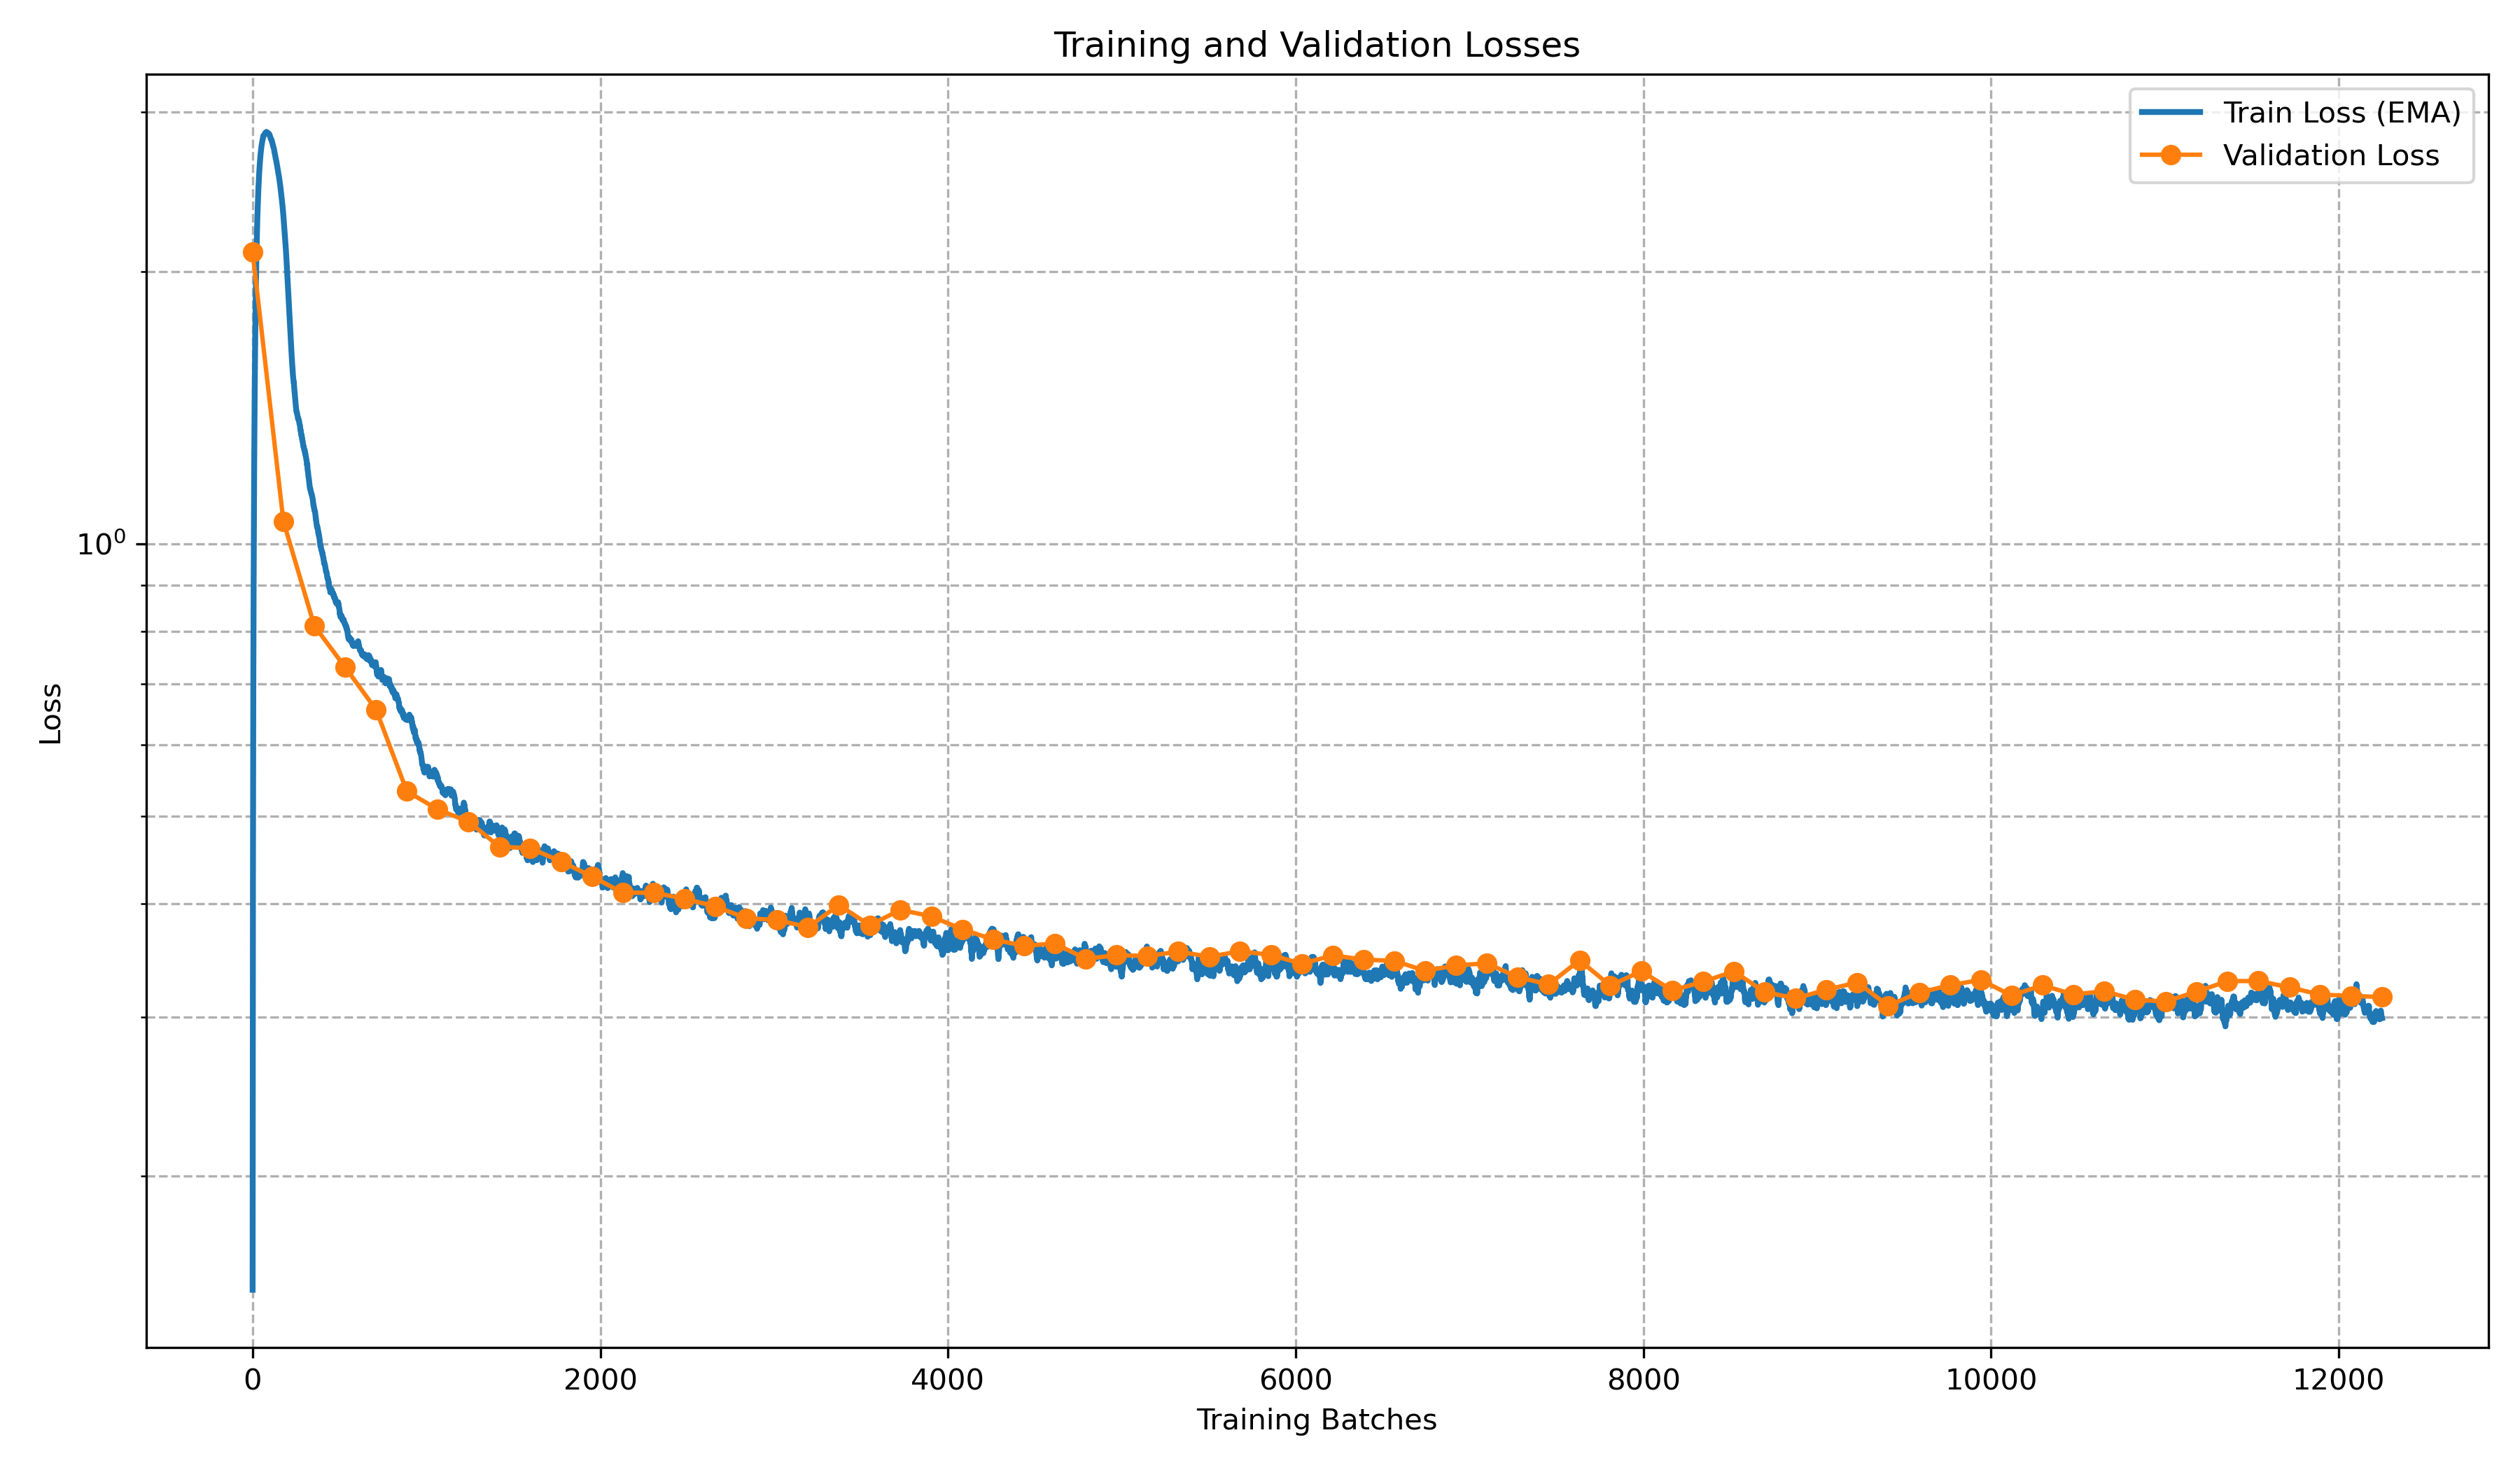 Training and Validation Losses
Train Loss (EMA)
Validation Loss
10⁰
Loss
0
2000
4000
6000
8000
10000
12000
Training Batches